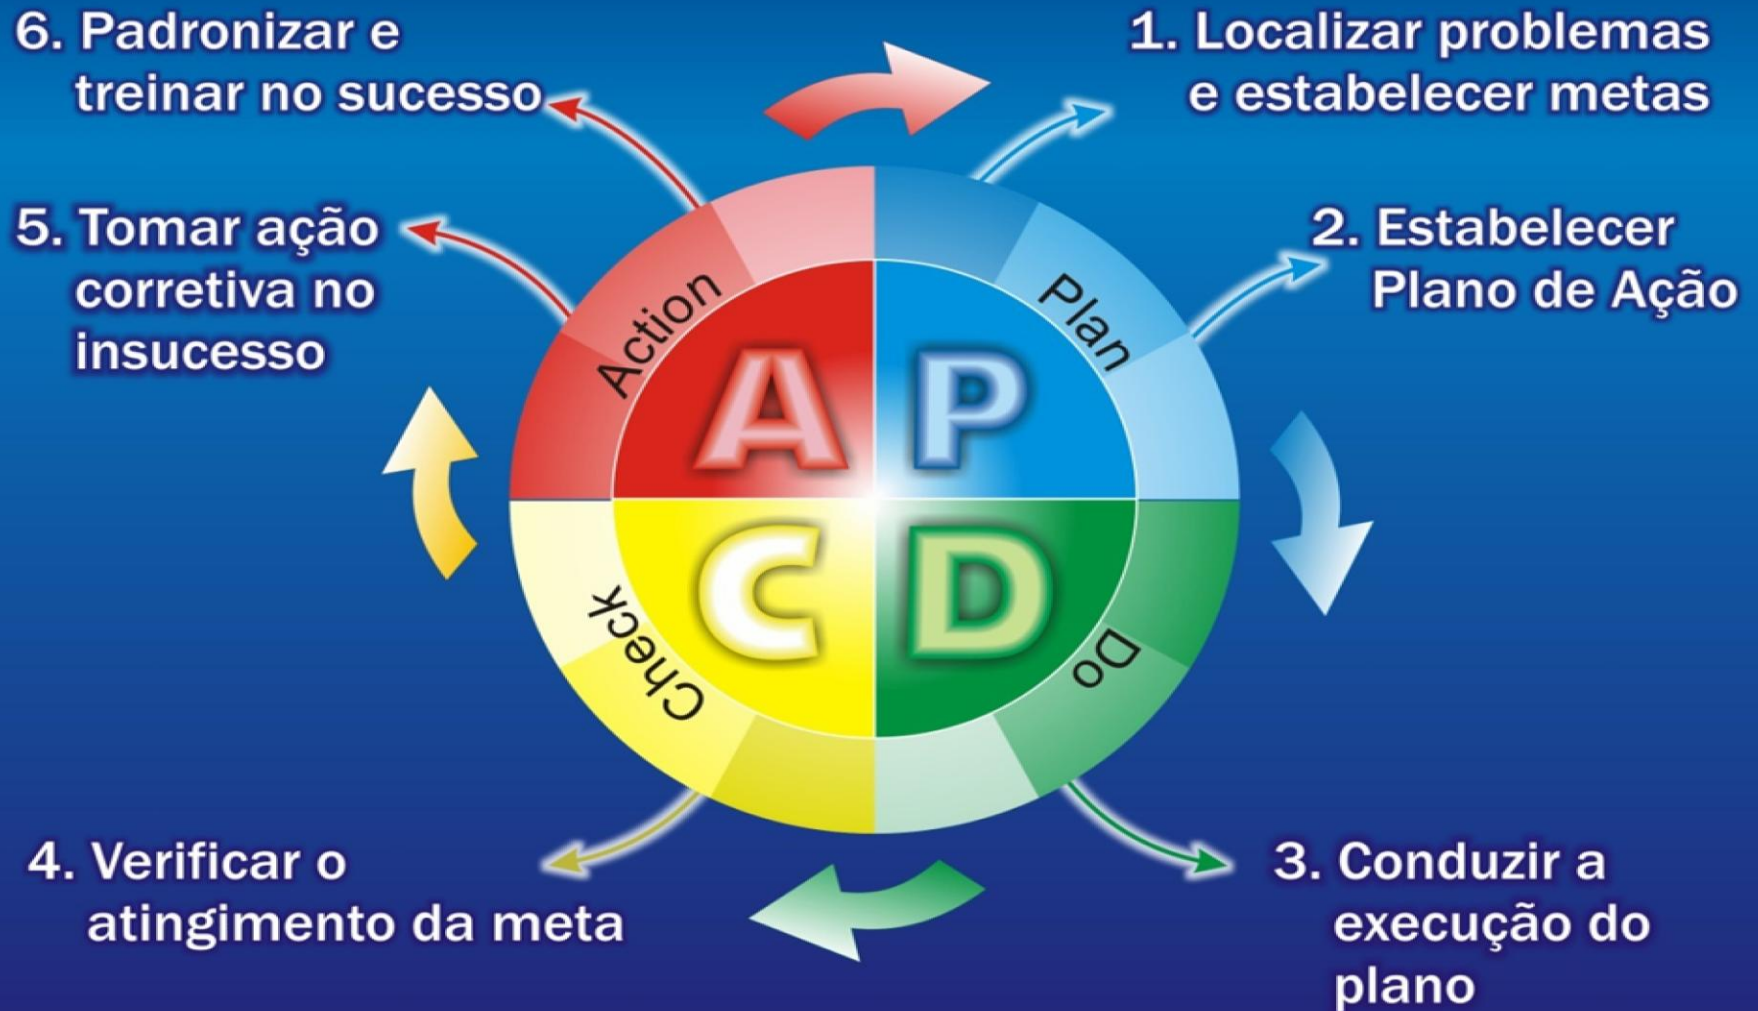 6. Padronizar e
treinar no sucesso
1. Localizar problemas
e estabelecer metas
5. Tomar ação
corretiva no
insucesso
2. Estabelecer
Plano de Ação
Action
Plan
A P
C D
Check
Do
4. Verificar o
atingimento da meta
3. Conduzir a
execução do
plano